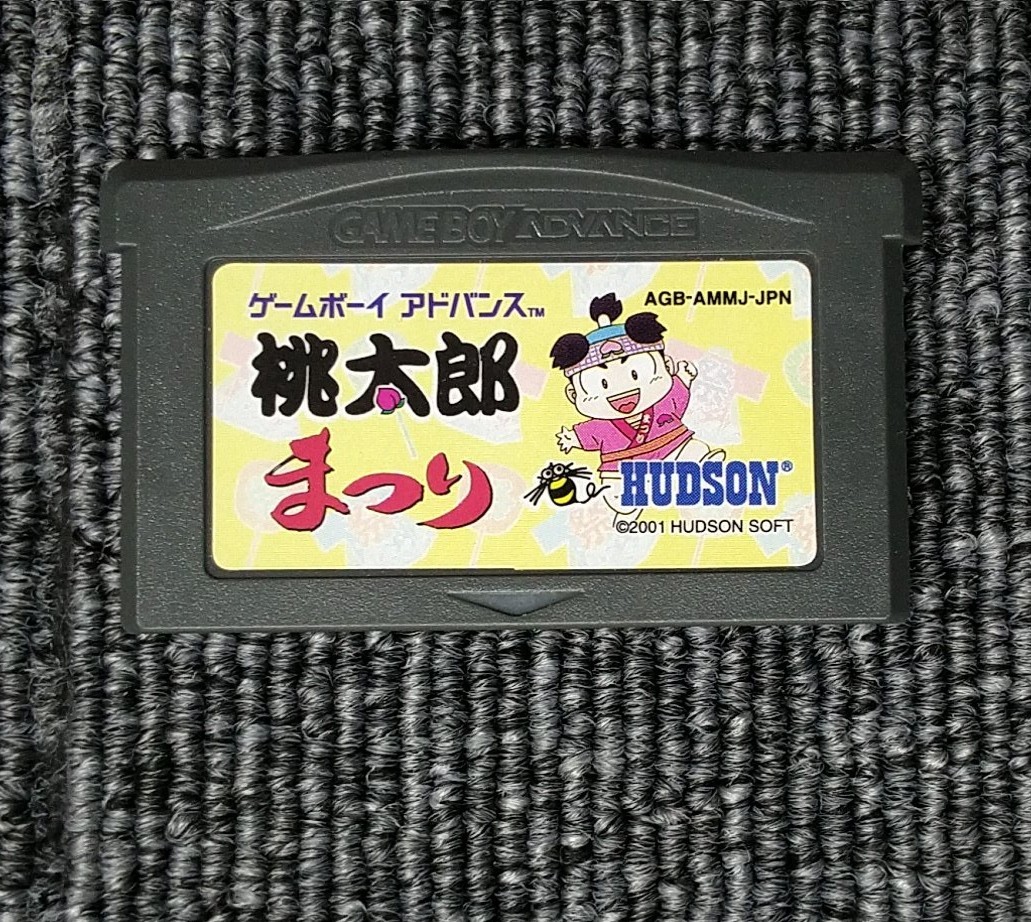 GAME BOY ADVANCE
ゲームボーイ アドバンス™
AGB-AMMJ-JPN
桃太郎
まつり
HUDSON®
©2001 HUDSON SOFT